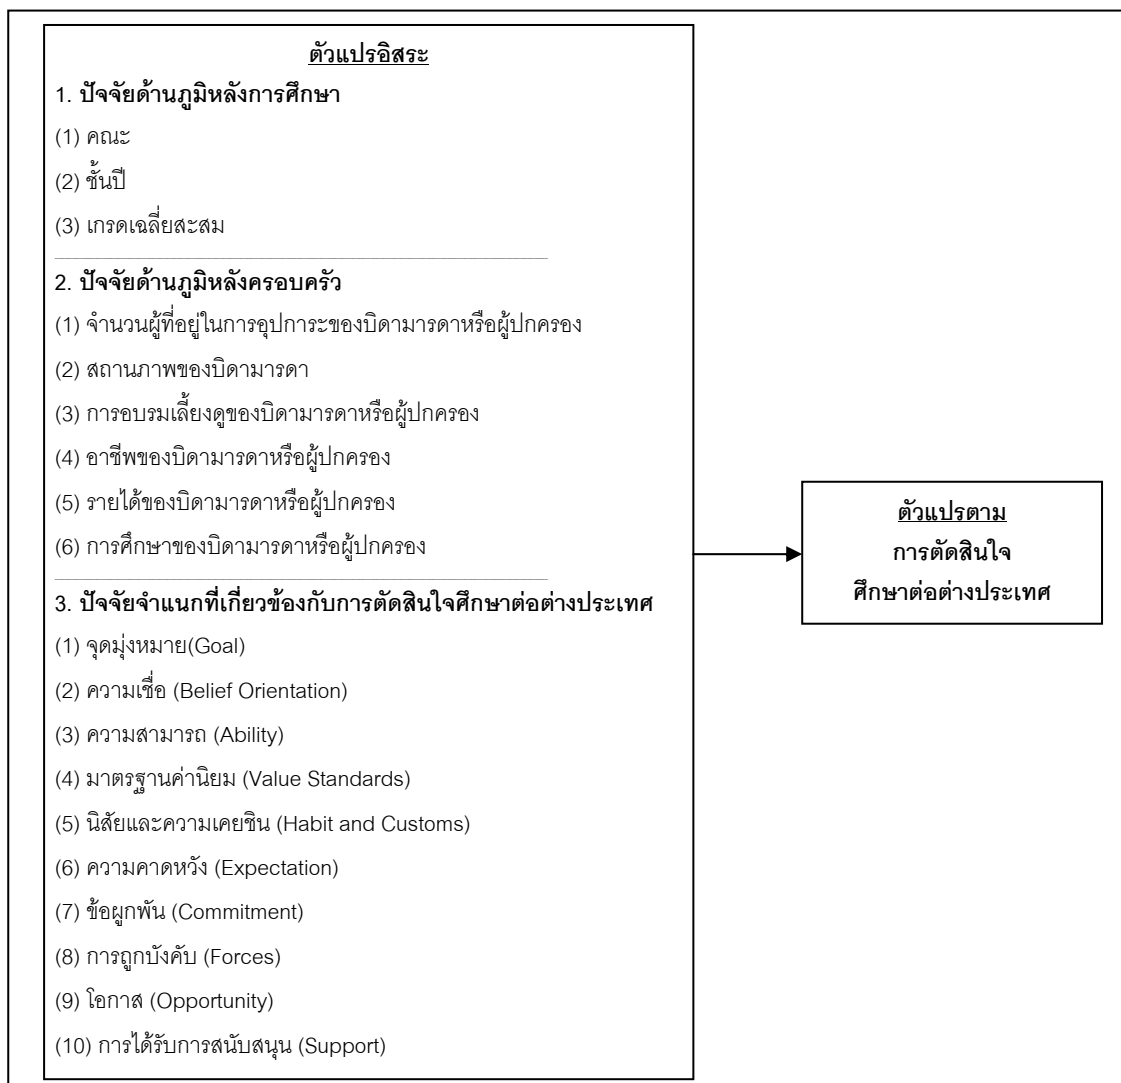 ตัวแปรอิสระ
1. ปัจจัยด้านภูมิหลังการศึกษา
(1) คณะ
(2) ชั้นปี
(3) เกรดเฉลี่ยสะสม
2. ปัจจัยด้านภูมิหลังครอบครัว
(1) จำนวนผู้ที่อยู่ในการอุปการะของบิดามารดาหรือผู้ปกครอง
(2) สถานภาพของบิดามารดา
(3) การอบรมเลี้ยงดูของบิดามารดาหรือผู้ปกครอง
(4) อาชีพของบิดามารดาหรือผู้ปกครอง
(5) รายได้ของบิดามารดาหรือผู้ปกครอง
(6) การศึกษาของบิดามารดาหรือผู้ปกครอง
3. ปัจจัยจำแนกที่เกี่ยวข้องกับการตัดสินใจศึกษาต่อต่างประเทศ
(1) จุดมุ่งหมาย(Goal)
(2) ความเชื่อ (Belief Orientation)
(3) ความสามารถ (Ability)
(4) มาตรฐานค่านิยม (Value Standards)
(5) นิสัยและความเคยชิน (Habit and Customs)
(6) ความคาดหวัง (Expectation)
(7) ข้อผูกพัน (Commitment)
(8) การถูกบังคับ (Forces)
(9) โอกาส (Opportunity)
(10) การได้รับการสนับสนุน (Support)
ตัวแปรตาม
การตัดสินใจ
ศึกษาต่อต่างประเทศ